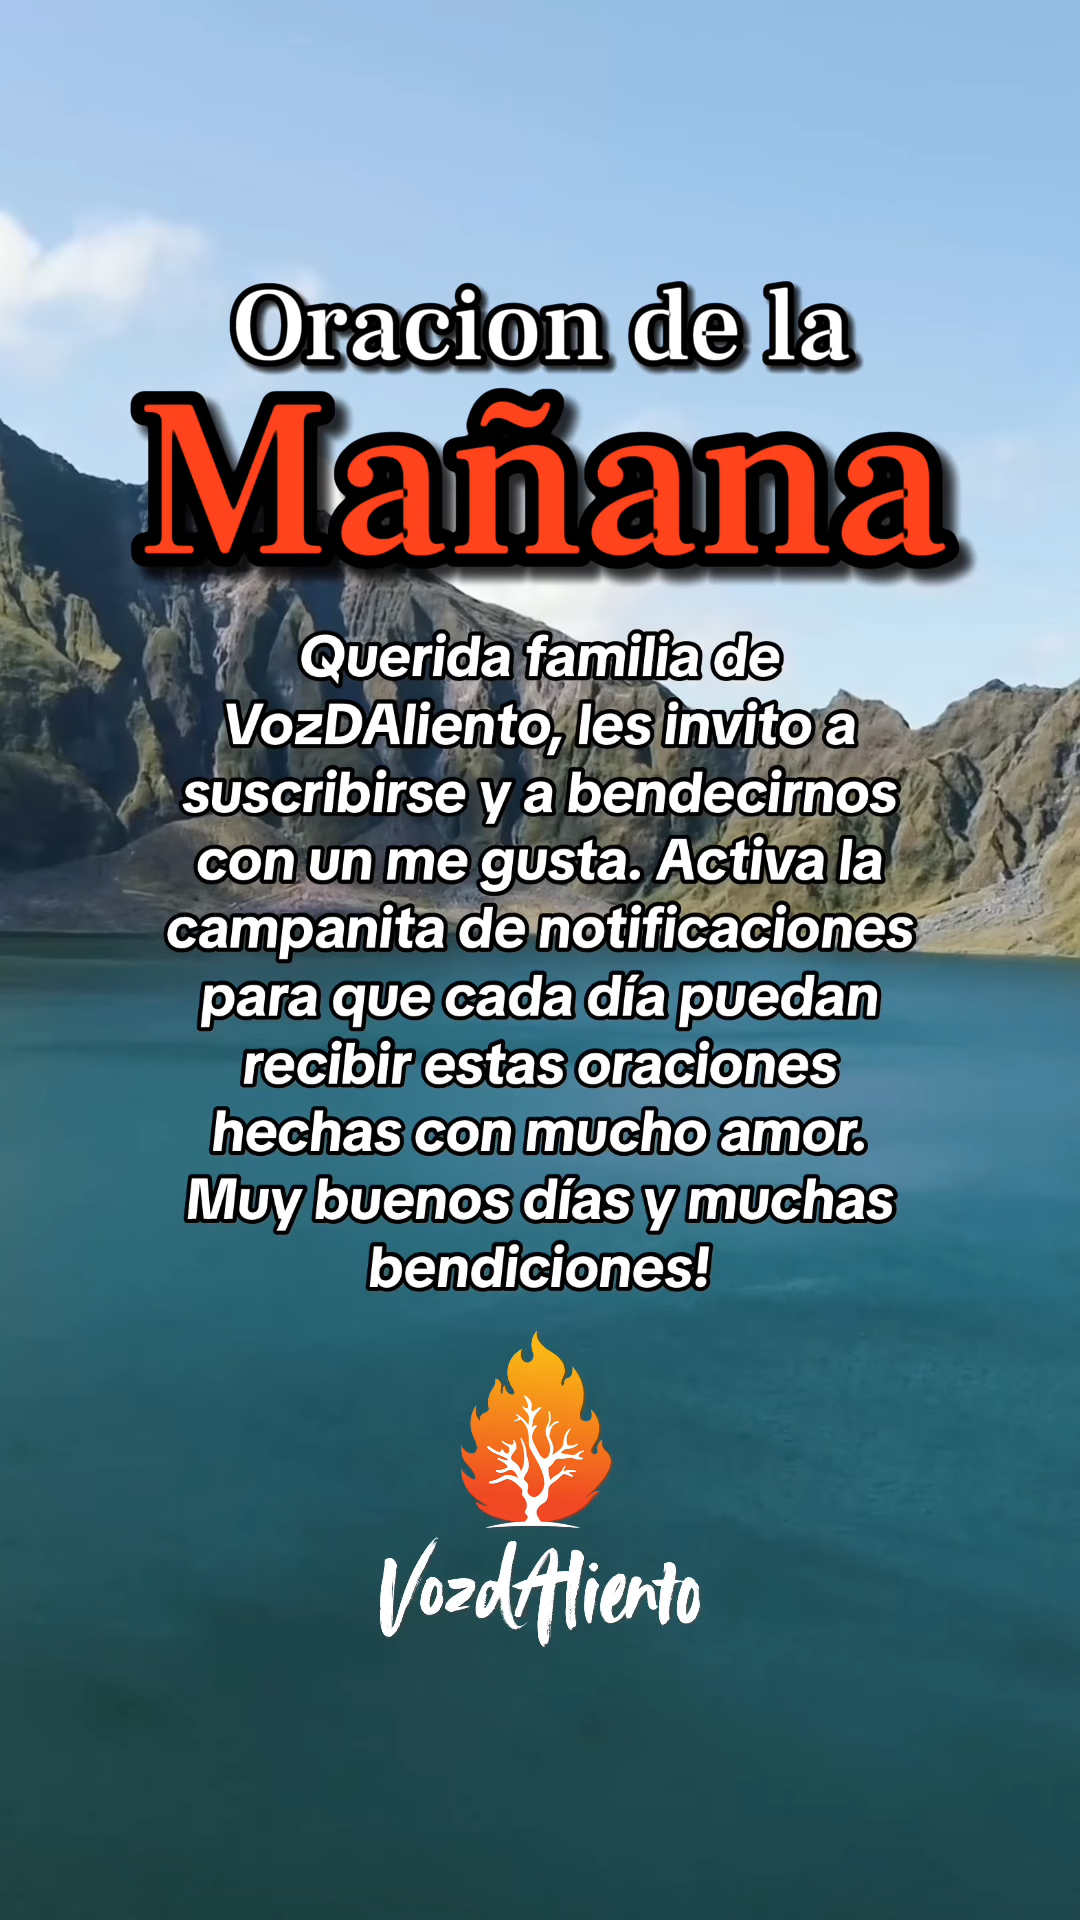 Oracion de la
Mañana
Querida familia de
VozDAliento, les invito a
suscribirse y a bendecirnos
con un me gusta. Activa la
campanita de notificaciones
para que cada día puedan
recibir estas oraciones
hechas con mucho amor.
Muy buenos días y muchas
bendiciones!
VozdAliento